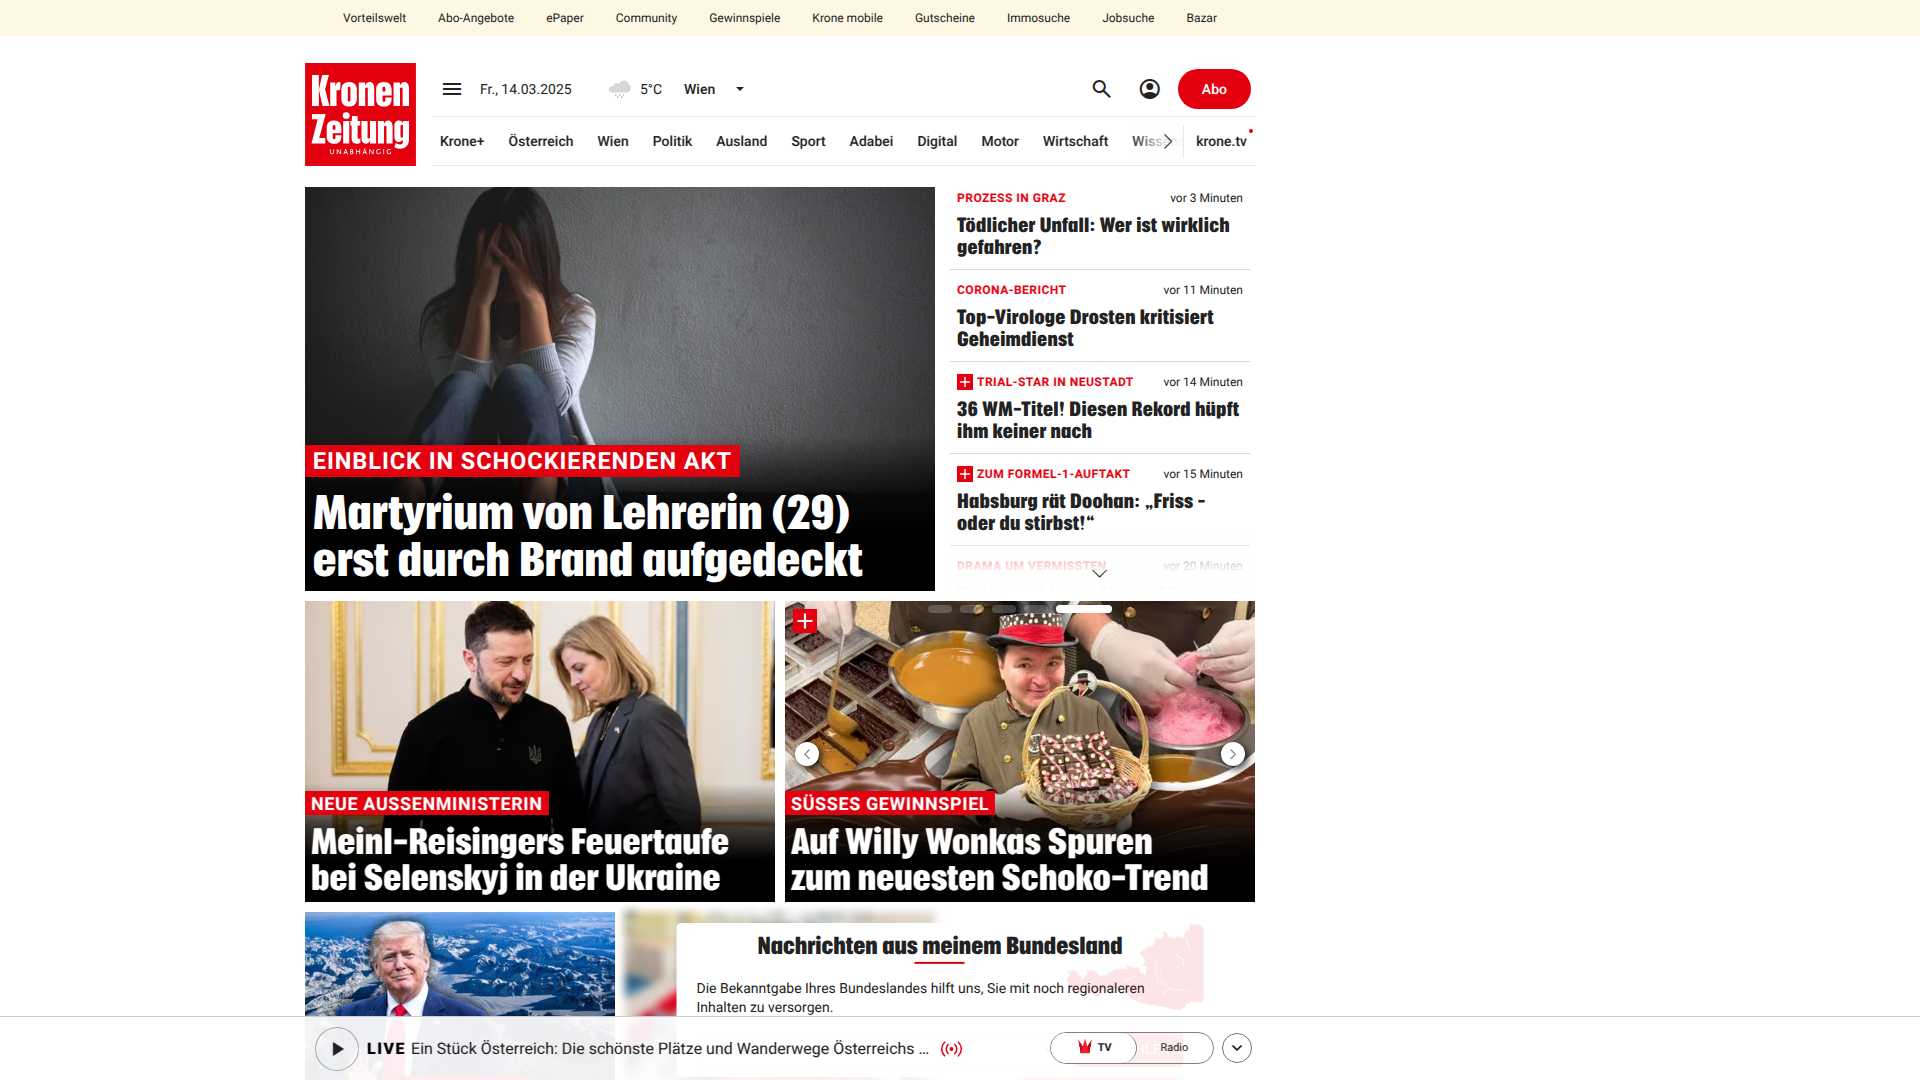 Vorteilswelt Abo-Angebote ePaper Community Gewinnspiele Krone mobile Gutscheine Immosuche Jobsuche Bazar
Kronen
Zeitung
UNABHÄNGIG
Fr., 14.03.2025 5°C Wien
Abo
Krone+ Österreich Wien Politik Ausland Sport Adabei Digital Motor Wirtschaft krone.tv
EINBLICK IN SCHOCKIERENDEN AKT
Martyrium von Lehrerin (29)
erst durch Brand aufgedeckt
PROZESS IN GRAZ vor 3 Minuten
Tödlicher Unfall: Wer ist wirklich
gefahren?
CORONA-BERICHT vor 11 Minuten
Top-Virologe Drosten kritisiert
Geheimdienst
TRIAL-STAR IN NEUSTADT vor 14 Minuten
36 WM-Titel! Diesen Rekord hüpft
ihm keiner nach
ZUM FORMEL-1-AUFTAKT vor 15 Minuten
Habsburg rät Doohan: „Friss -
oder du stirbst!“
DRAMA UM VERMISSTEN vor 20 Minuten
NEUE AUSSENMINISTERIN
Meinl-Reisingers Feuertaufe
bei Selenskyj in der Ukraine
SÜSSES GEWINNSPIEL
Auf Willy Wonkas Spuren
zum neuesten Schoko-Trend
Nachrichten aus meinem Bundesland
Die Bekanntgabe Ihres Bundeslandes hilft uns, Sie mit noch regionaleren
Inhalten zu versorgen.
LIVE Ein Stück Österreich: Die schönste Plätze und Wanderwege Österreichs ...
TV Radio